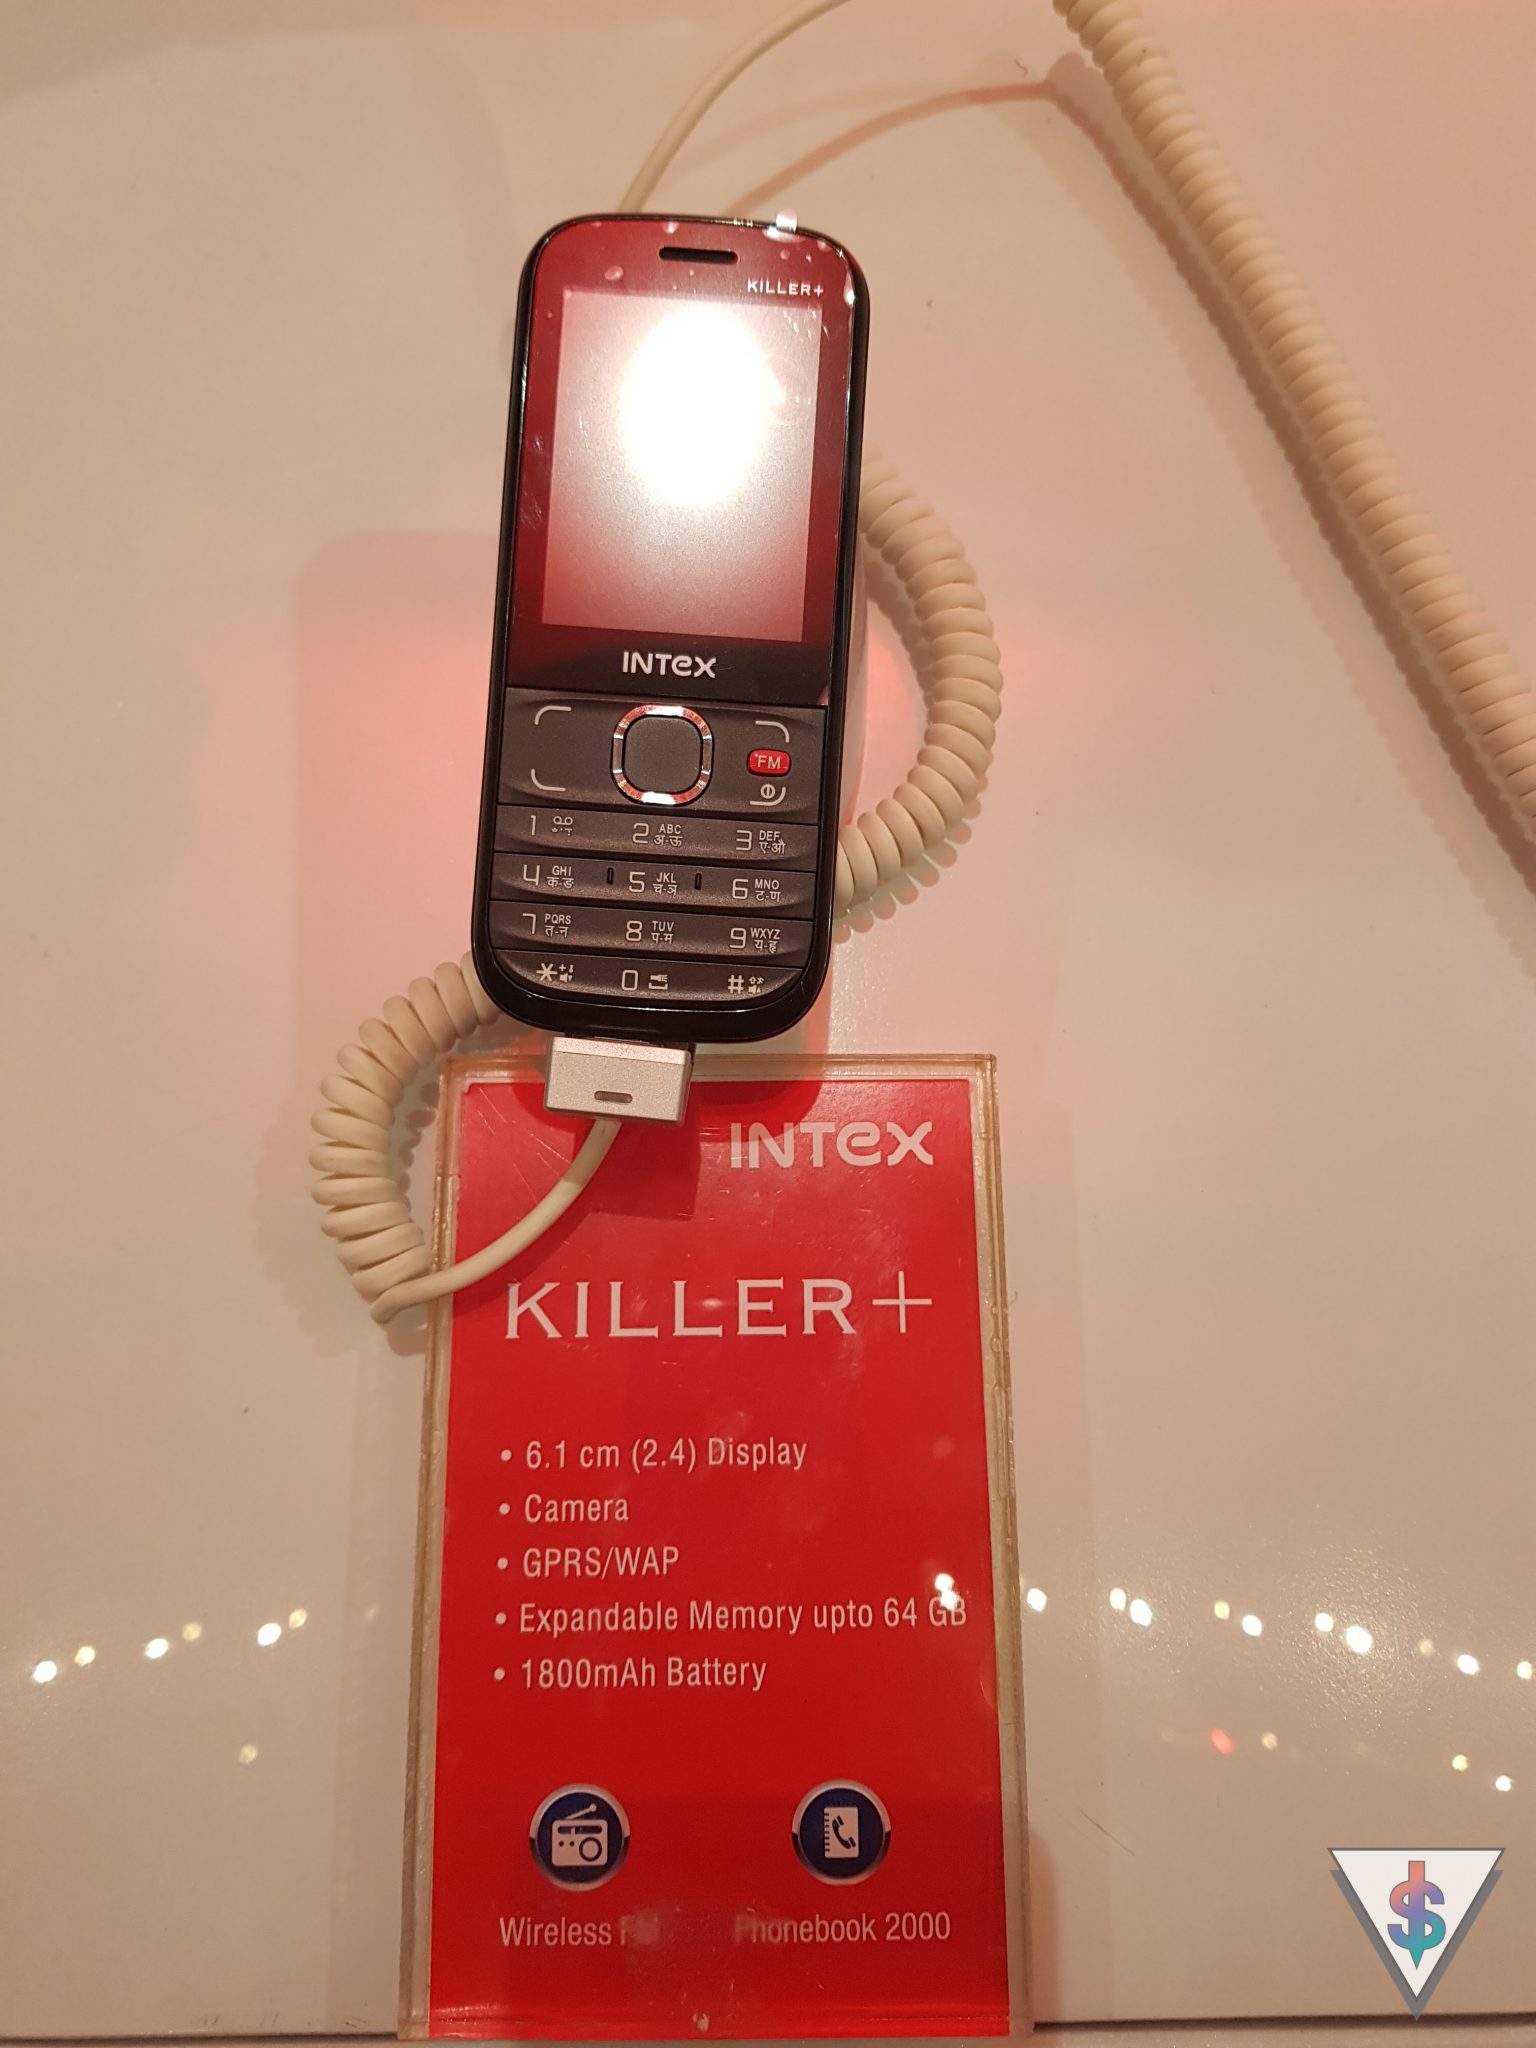 KILLER+
INTEX
FM
1
2 ABC अ-ऊ
3 DEF ए-औ
4 GHI क-ङ
5 JKL च-ञ
6 MNO ट-ण
7 PQRS त-न
8 TUV प-म
9 WXYZ य-ह
* +
0
#
INTEX
KILLER+
• 6.1 cm (2.4) Display
• Camera
• GPRS/WAP
• Expandable Memory upto 64 GB
• 1800mAh Battery
Wireless
Phonebook 2000
$